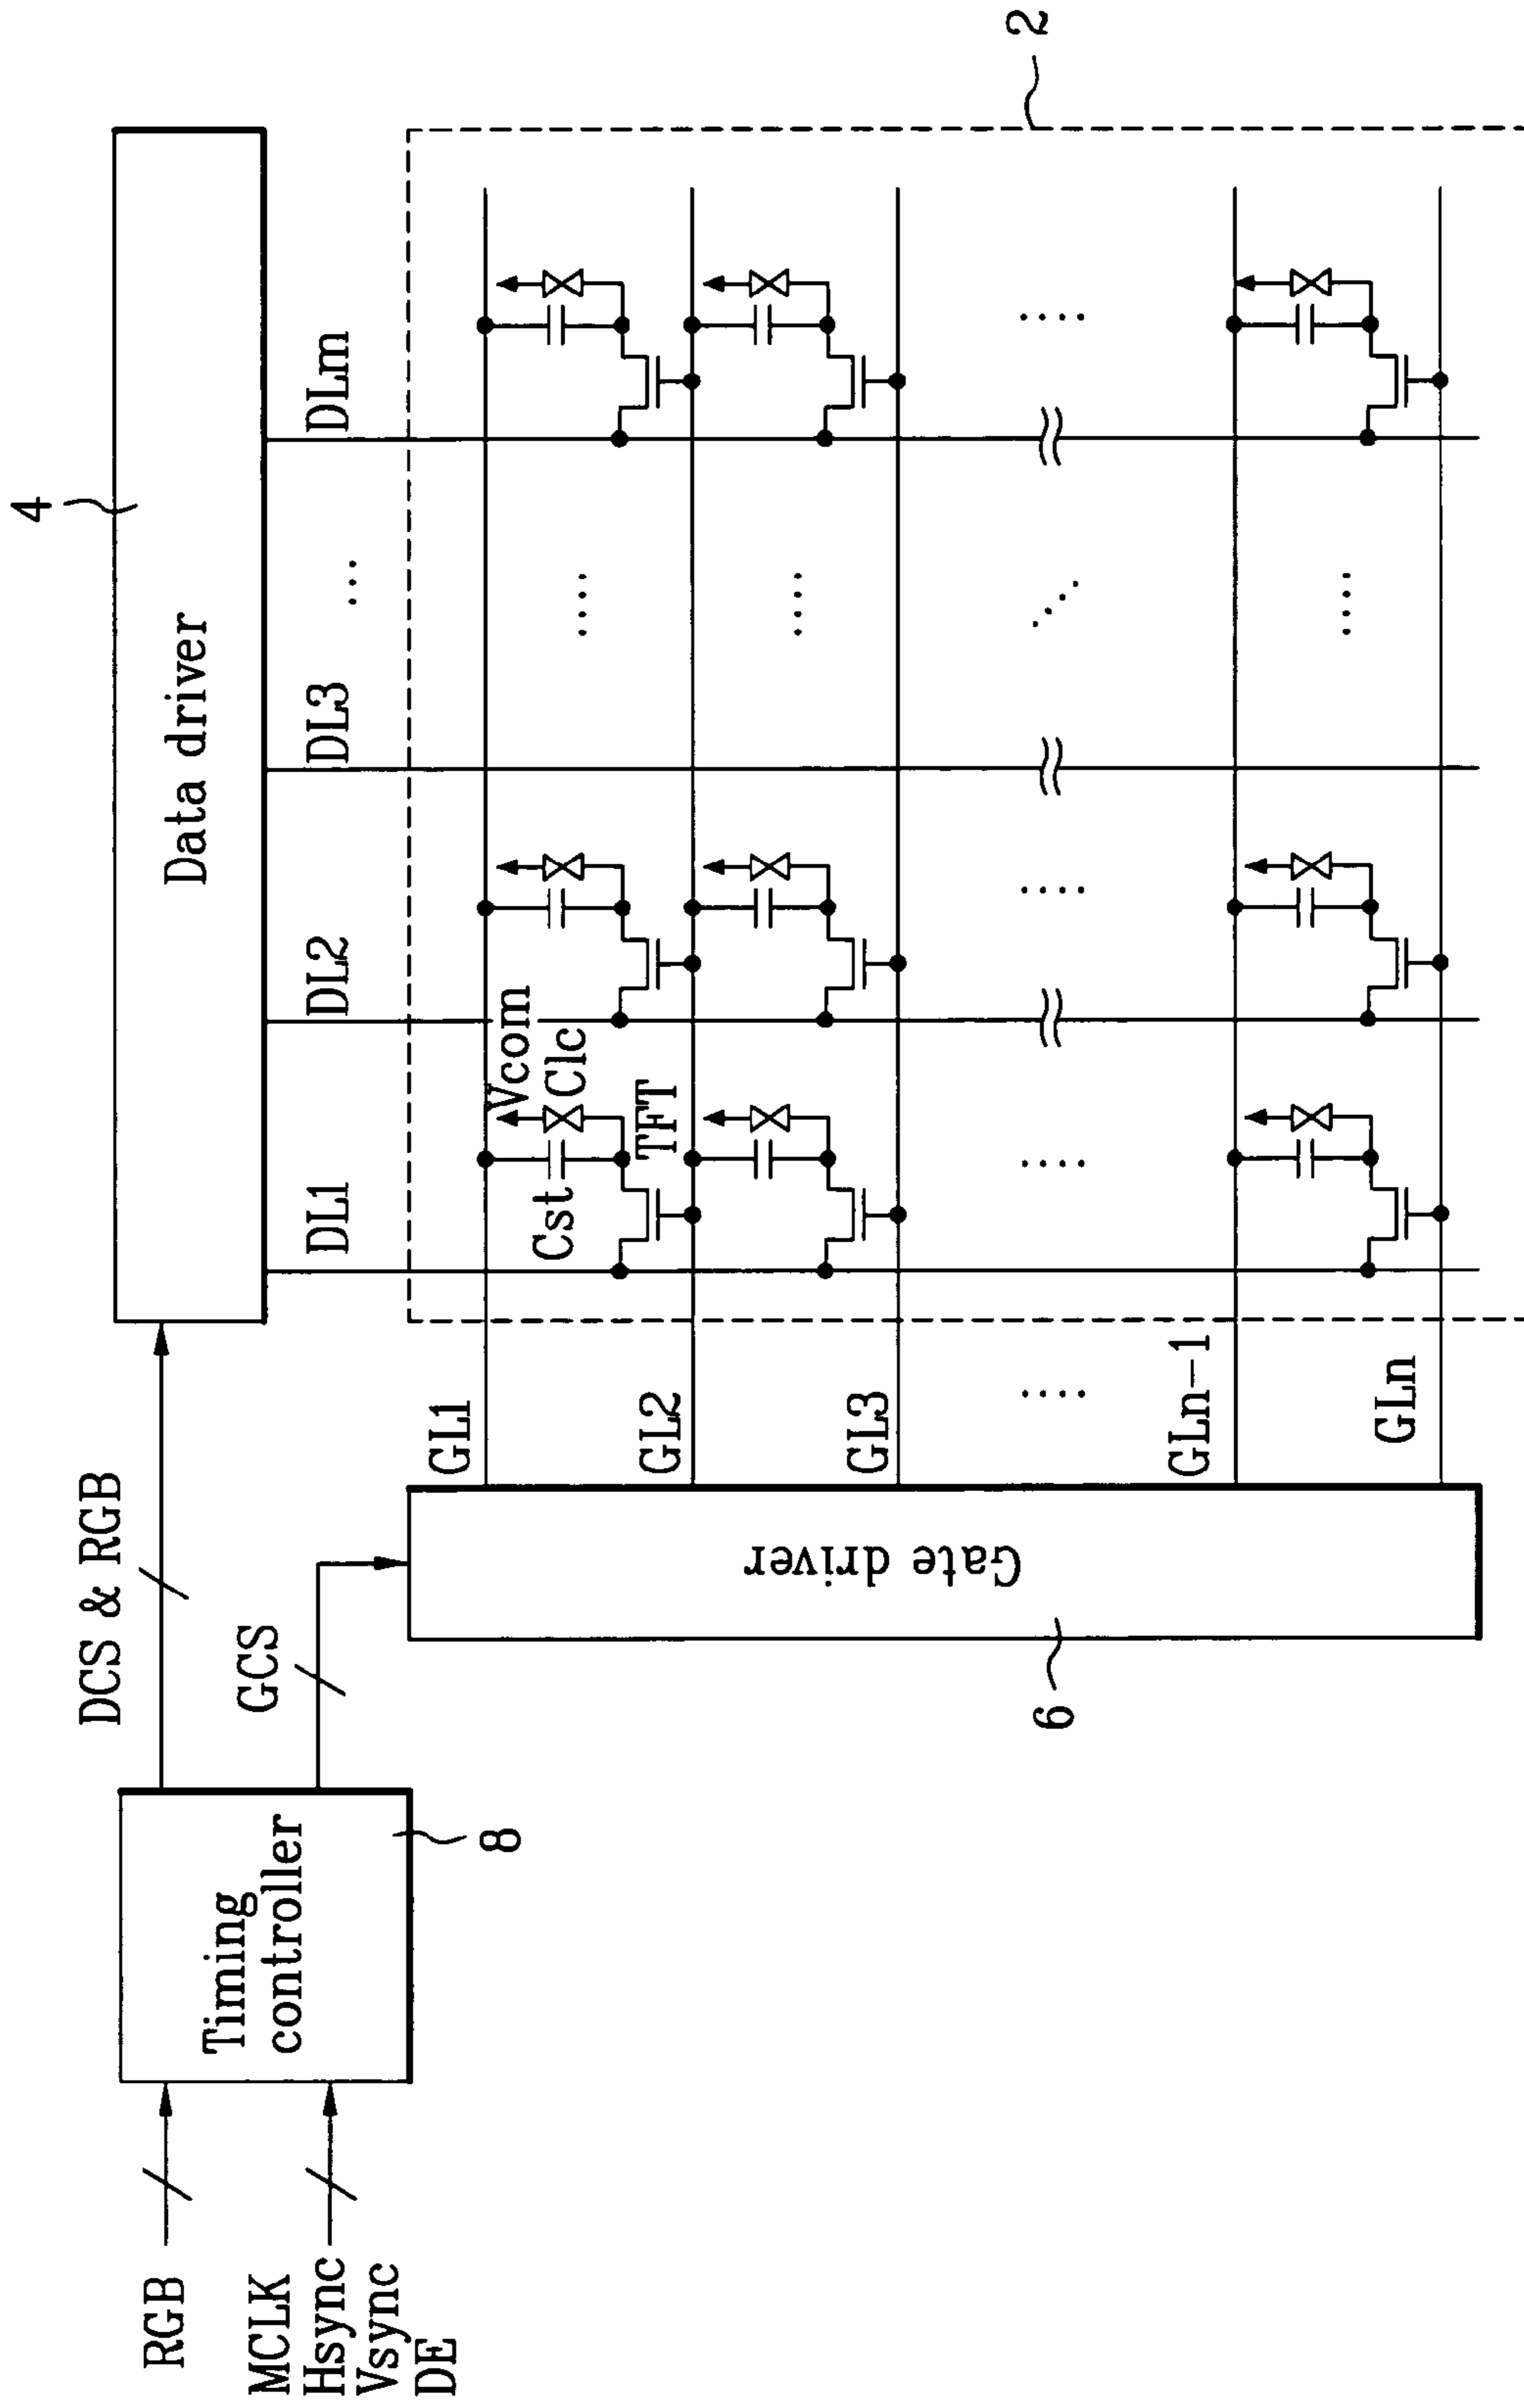 RGB
MCLK
Hsync
Vsync
DE
Timing
controller
8
DCS & RGB
GCS
Data driver
4
Gate driver
6
DL1
DL2
DL3
...
DLm
GL1
GL2
GL3
....
GLn-1
GLn
Vcom
Clc
Cst
TFT
2